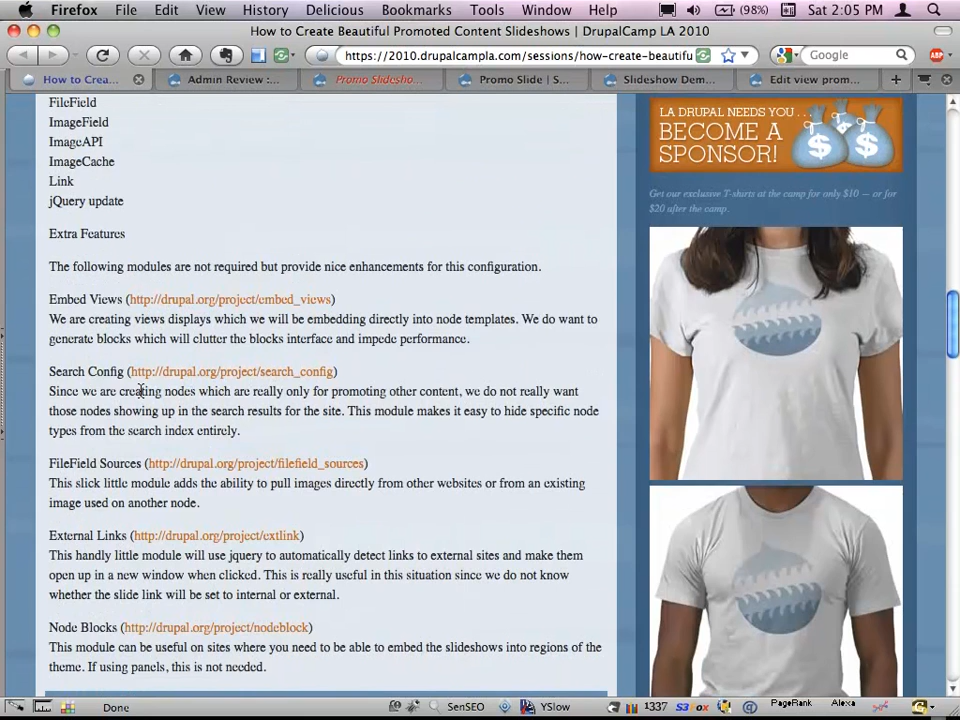 Firefox File Edit View History Delicious Bookmarks Tools Window Help (98%) Sat 2:05 PM
How to Create Beautiful Promoted Content Slideshows | DrupalCamp LA 2010
https://2010.drupalcampla.com/sessions/how-create-beautifu Google
How to Crea... Admin Review :... Promo Slidesho... Promo Slide | S... Slideshow Dem... Edit view prom...
FileField
ImageField
ImageAPI
ImageCache
Link
jQuery update
Extra Features
The following modules are not required but provide nice enhancements for this configuration.
Embed Views (http://drupal.org/project/embed_views)
We are creating views displays which we will be embedding directly into node templates. We do want to
generate blocks which will clutter the blocks interface and impede performance.
Search Config (http://drupal.org/project/search_config)
Since we are creating nodes which are really only for promoting other content, we do not really want
those nodes showing up in the search results for the site. This module makes it easy to hide specific node
types from the search index entirely.
FileField Sources (http://drupal.org/project/filefield_sources)
This slick little module adds the ability to pull images directly from other websites or from an existing
image used on another node.
External Links (http://drupal.org/project/extlink)
This handly little module will use jquery to automatically detect links to external sites and make them
open up in a new window when clicked. This is really useful in this situation since we do not know
whether the slide link will be set to internal or external.
Node Blocks (http://drupal.org/project/nodeblock)
This module can be useful on sites where you need to be able to embed the slideshows into regions of the
theme. If using panels, this is not needed.
LA DRUPAL NEEDS YOU . . .
BECOME A
SPONSOR!
$ $
Get our exclusive T-shirts at the camp for only $10 — or for
$20 after the camp.
Done SenSEO YSlow 1337 S3Fox PageRank Alexa